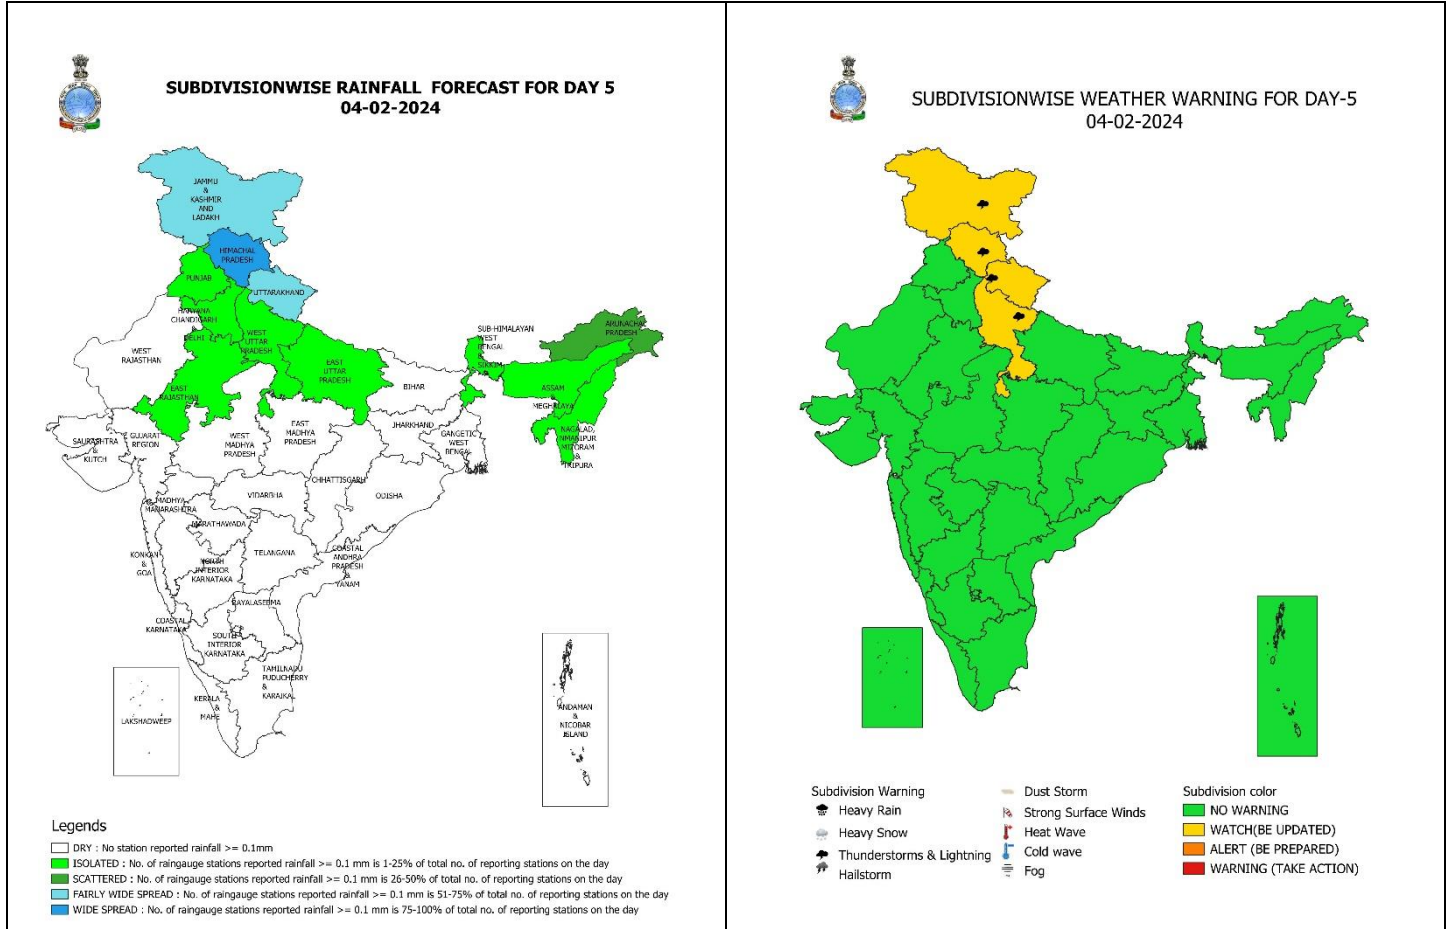 SUBDIVISIONWISE RAINFALL FORECAST FOR DAY 5
04-02-2024
JAMMU
&
KASHMIR
AND
LADAKH
HIMACHAL
PRADESH
PUNJAB
UTTARAKHAND
HARYANA
CHANDIGARH
&
DELHI
WEST
UTTAR
PRADESH
WEST
RAJASTHAN
EAST
UTTAR
PRADESH
EAST
RAJASTHAN
BIHAR
SUB-HIMALAYAN
WEST
BENGAL
&
SIKKIM
ARUNACHAL
PRADESH
ASSAM
&
MEGHALAYA
NAGALAD,
NMANIPUR
MIZORAM
&
TRIPURA
JHARKHAND
GANGETIC
WEST
BENGAL
SAURASHTRA
&
KUTCH
GUJARAT
REGION
WEST
MADHYA
PRADESH
EAST
MADHYA
PRADESH
CHHATTISGARH
ODISHA
VIDARBHA
MADHYA
MAHARASHTRA
MARATHAWADA
TELANGANA
COASTAL
ANDHRA
PRADESH
&
YANAM
KONKAN
&
GOA
NORTH
INTERIOR
KARNATAKA
RAYALASEEMA
COASTAL
KARNATAKA
SOUTH
INTERIOR
KARNATAKA
TAMILNADU
PUDUCHERRY
&
KARAIKAL
KERALA
&
MAHE
LAKSHADWEEP
ANDAMAN
&
NICOBAR
ISLAND
Legends
DRY : No station reported rainfall >= 0.1mm
ISOLATED : No. of raingauge stations reported rainfall >= 0.1 mm is 1-25% of total no. of reporting stations on the day
SCATTERED : No. of raingauge stations reported rainfall >= 0.1 mm is 26-50% of total no. of reporting stations on the day
FAIRLY WIDE SPREAD : No. of raingauge stations reported rainfall >= 0.1 mm is 51-75% of total no. of reporting stations on the day
WIDE SPREAD : No. of raingauge stations reported rainfall >= 0.1 mm is 75-100% of total no. of reporting stations on the day
SUBDIVISIONWISE WEATHER WARNING FOR DAY-5
04-02-2024
Subdivision Warning
Heavy Rain
Heavy Snow
Thunderstorms & Lightning
Hailstorm
Dust Storm
Strong Surface Winds
Heat Wave
Cold wave
Fog
Subdivision color
NO WARNING
WATCH(BE UPDATED)
ALERT (BE PREPARED)
WARNING (TAKE ACTION)